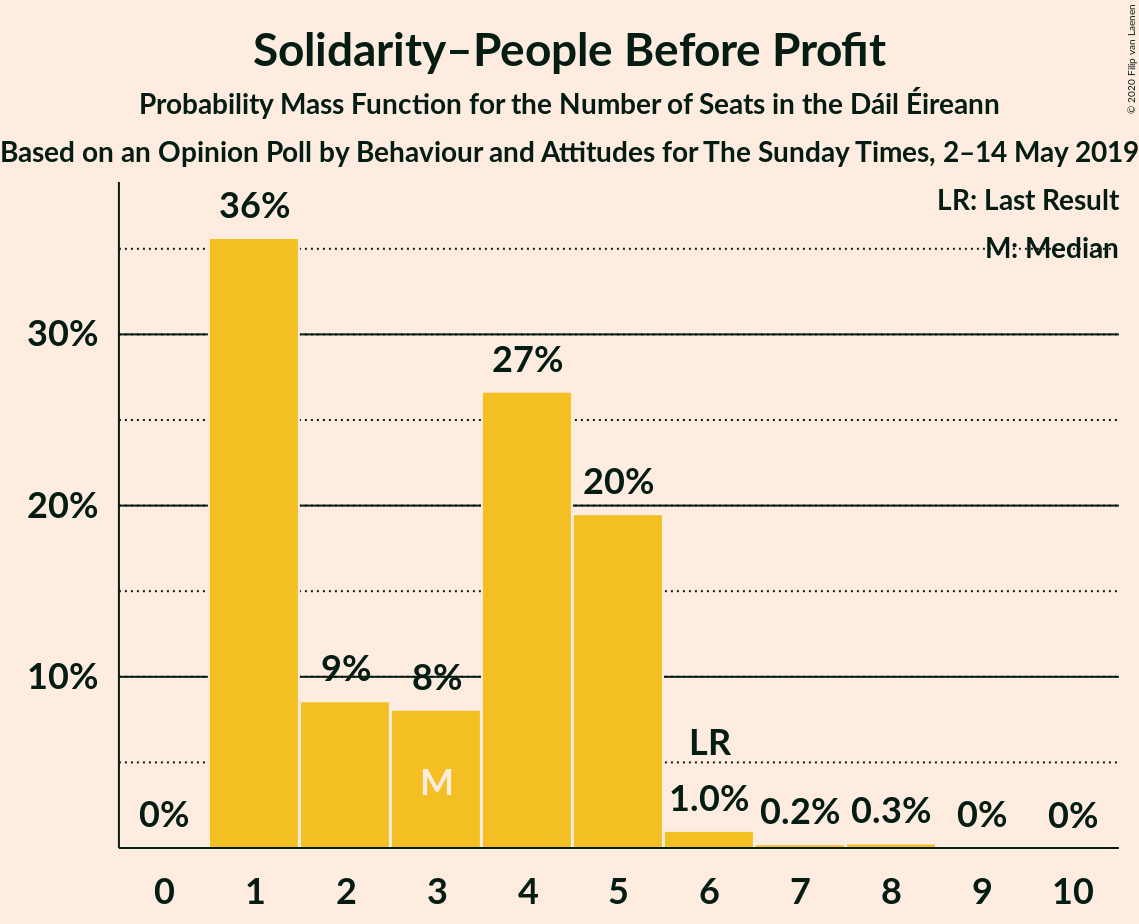 Solidarity–People Before Profit
Probability Mass Function for the Number of Seats in the Dáil Éireann
Based on an Opinion Poll by Behaviour and Attitudes for The Sunday Times, 2–14 May 2019
© 2020 Filip van Laenen
LR: Last Result
M: Median
36%
30%
27%
20%
20%
10%
9%
8%
LR
M
0%
1.0%
0.2%
0.3%
0%
0%
0 1 2 3 4 5 6 7 8 9 10